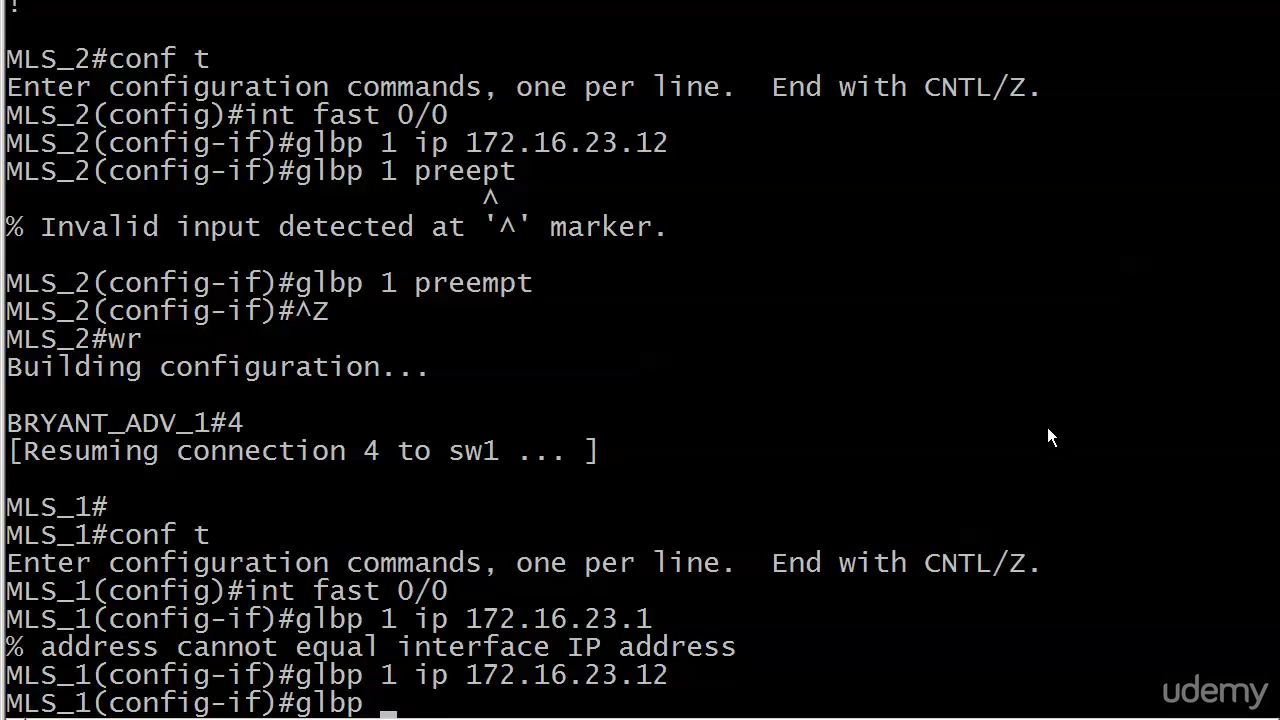 !
MLS_2#conf t
Enter configuration commands, one per line.  End with CNTL/Z.
MLS_2(config)#int fast 0/0
MLS_2(config-if)#glbp 1 ip 172.16.23.12
MLS_2(config-if)#glbp 1 preept
^
% Invalid input detected at '^' marker.
MLS_2(config-if)#glbp 1 preempt
MLS_2(config-if)#^Z
MLS_2#wr
Building configuration...
BRYANT_ADV_1#4
[Resuming connection 4 to sw1 ... ]
MLS_1#
MLS_1#conf t
Enter configuration commands, one per line.  End with CNTL/Z.
MLS_1(config)#int fast 0/0
MLS_1(config-if)#glbp 1 ip 172.16.23.1
% address cannot equal interface IP address
MLS_1(config-if)#glbp 1 ip 172.16.23.12
MLS_1(config-if)#glbp
udemy